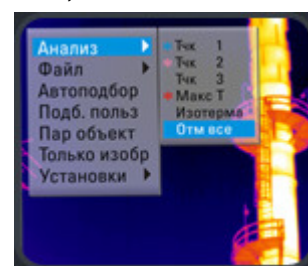 Анализ
Файл
Автоподбор
Подб. польз
Пар объект
Только изобр
Установки
Тчк 1
Тчк 2
Тчк 3
Макс Т
Изотерма
Отм все